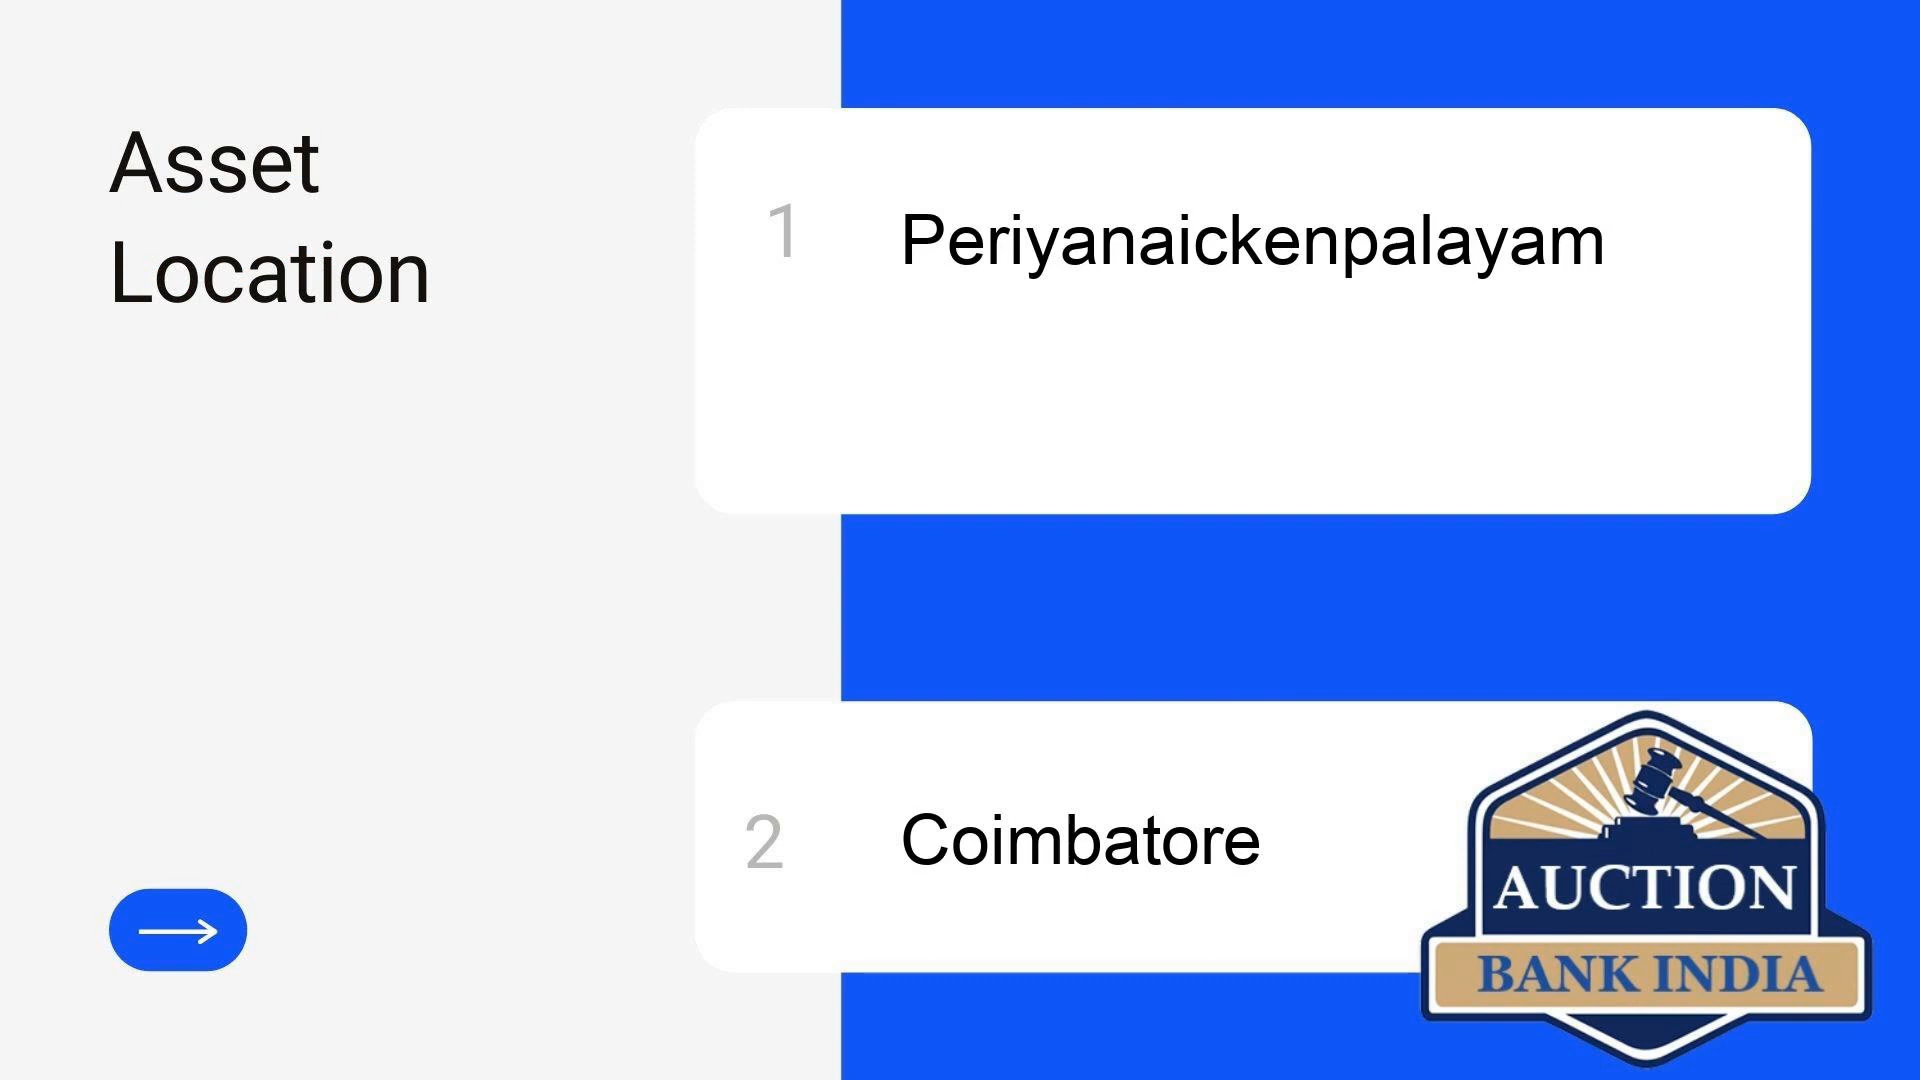 Asset
Location
1
Periyanaickenpalayam
2
Coimbatore
AUCTION
BANK INDIA